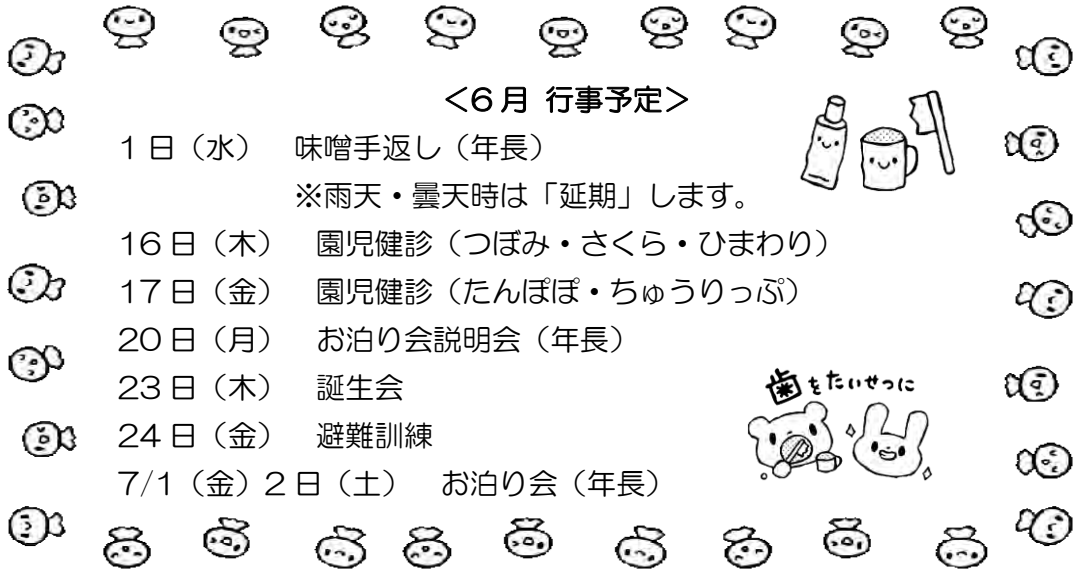 <6月 行事予定>
1日（水） 味噌手返し（年長）
※雨天・曇天時は「延期」します。
16日（木） 園児健診（つぼみ・さくら・ひまわり）
17日（金） 園児健診（たんぽぽ・ちゅうりっぷ）
20日（月） お泊り会説明会（年長）
23日（木） 誕生会
歯をたいせつに
24日（金） 避難訓練
7/1（金）2日（土） お泊り会（年長）